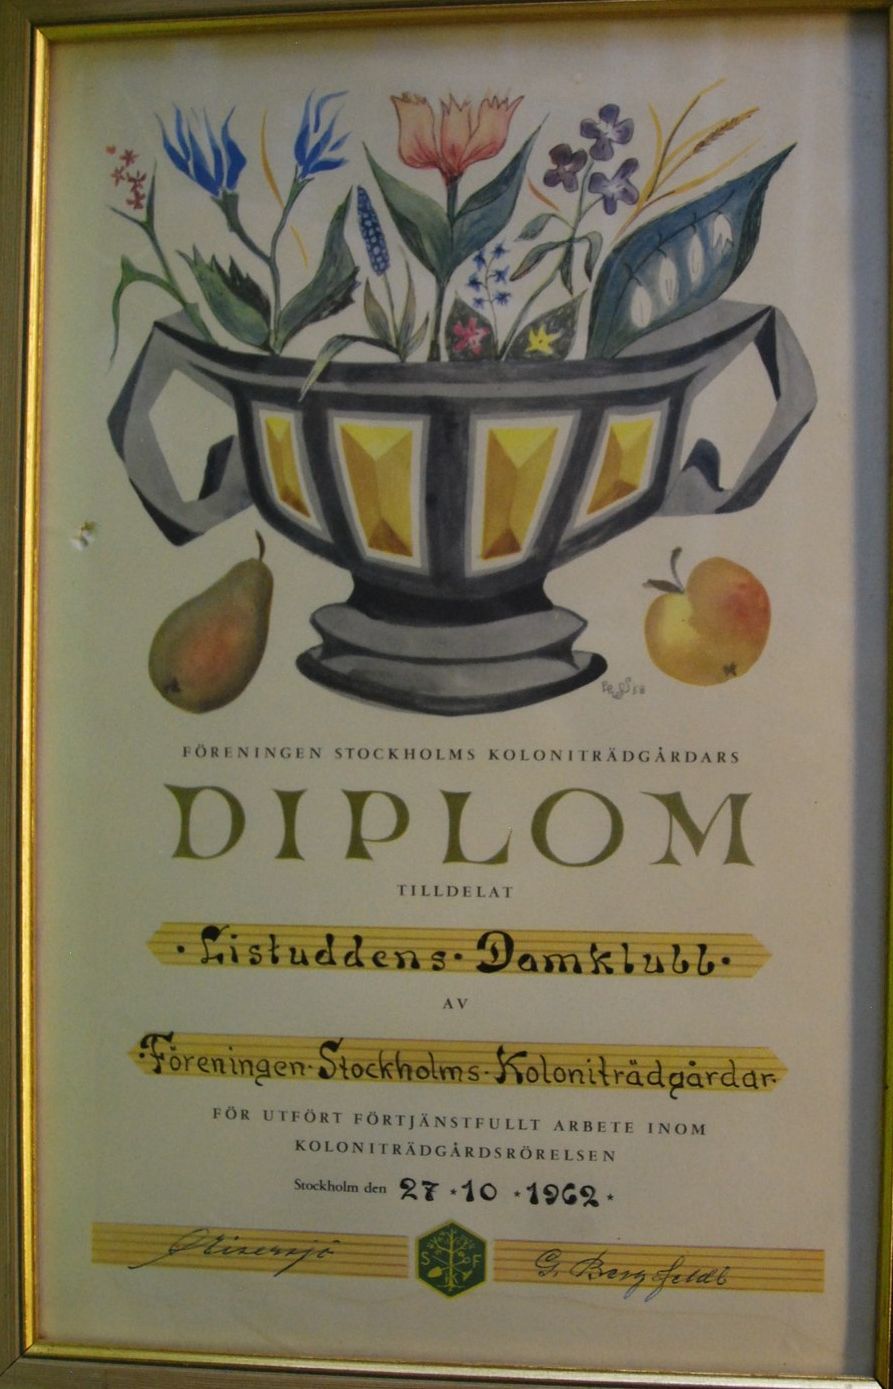 FÖRENINGEN STOCKHOLMS KOLONITRÄDGÅRDARS
DIPLOM
TILLDELAT
· Listuddens · Damklubb ·
AV
· Föreningen · Stockholms · Koloniträdgårdar ·
FÖR UTFÖRT FÖRTJÄNSTFULLT ARBETE INOM
KOLONITRÄDGÅRDSRÖRELSEN
Stockholm den 27 · 10 · 1962 ·
G. Bergfeldt